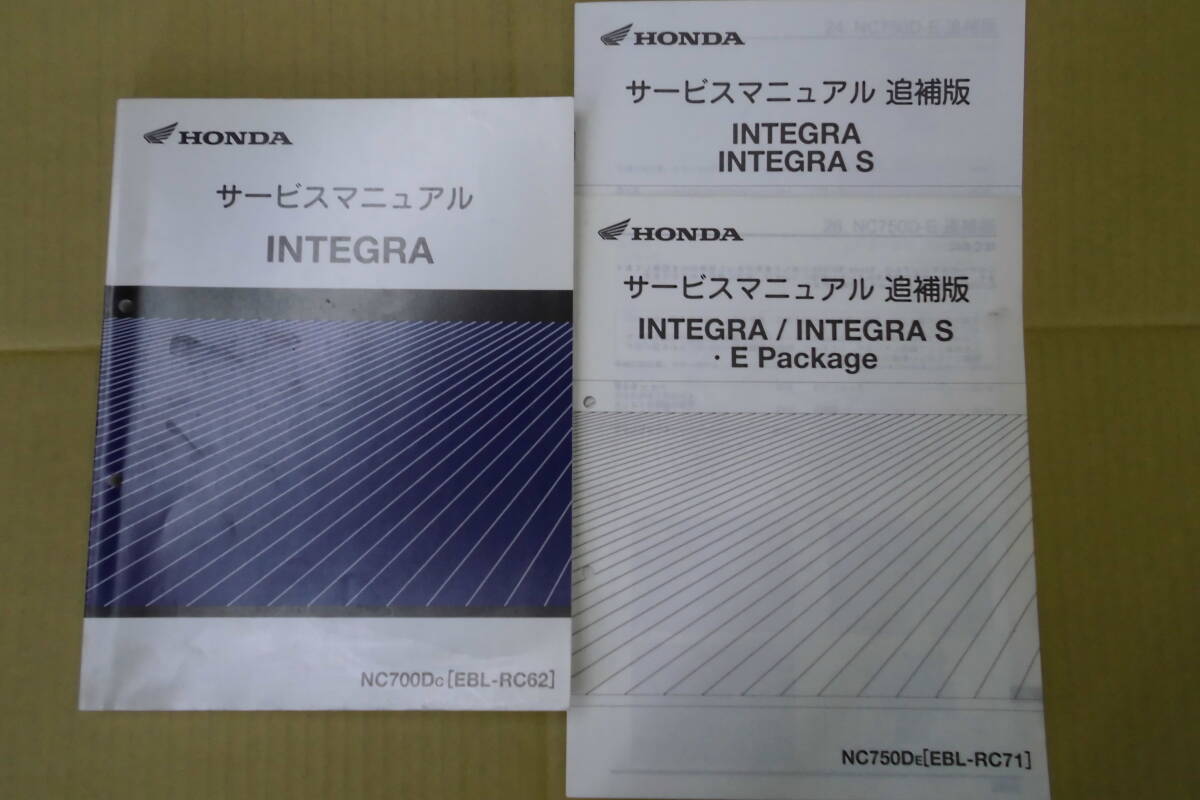 HONDA
サービスマニュアル
INTEGRA
NC700Dc [EBL-RC62]
HONDA
サービスマニュアル 追補版
INTEGRA
INTEGRA S
HONDA
サービスマニュアル 追補版
INTEGRA / INTEGRA S
・E Package
NC750DE[EBL-RC71]